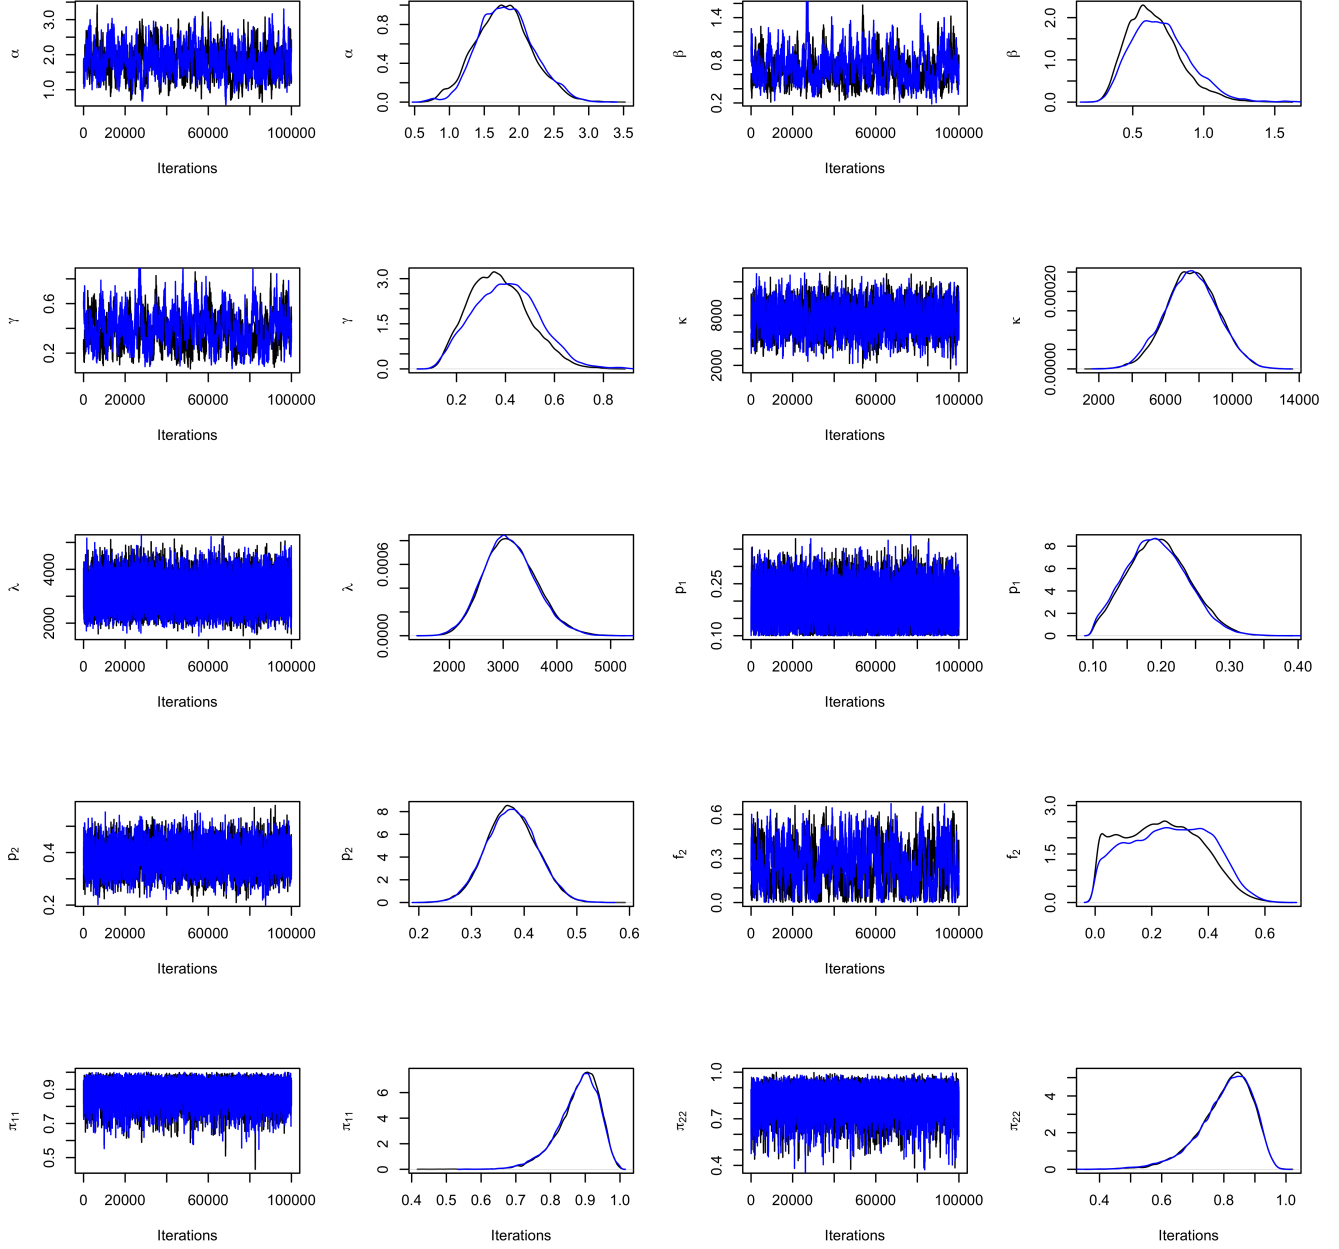 α
1.0 2.0 3.0
0 20000 60000 100000
Iterations
α
0.0 0.4 0.8
0.5 1.0 1.5 2.0 2.5 3.0 3.5
β
0.2 0.8 1.4
0 20000 60000 100000
Iterations
β
0.0 1.0 2.0
0.5 1.0 1.5
γ
0.2 0.6
0 20000 60000 100000
Iterations
γ
0.0 1.5 3.0
0.2 0.4 0.6 0.8
κ
2000 8000
0 20000 60000 100000
Iterations
κ
0.00000 0.00020
2000 6000 10000 14000
λ
2000 4000
0 20000 60000 100000
Iterations
λ
0.0000 0.0006
2000 3000 4000 5000
p1
0.10 0.25
0 20000 60000 100000
Iterations
p1
0 2 4 6 8
0.10 0.20 0.30 0.40
p2
0.2 0.4
0 20000 60000 100000
Iterations
p2
0 2 4 6 8
0.2 0.3 0.4 0.5 0.6
f2
0.0 0.3 0.6
0 20000 60000 100000
Iterations
f2
0.0 1.5 3.0
0.0 0.2 0.4 0.6
π11
0.5 0.7 0.9
0 20000 60000 100000
Iterations
π11
0 2 4 6
0.4 0.5 0.6 0.7 0.8 0.9 1.0
Iterations
π22
0.4 0.7 1.0
0 20000 60000 100000
Iterations
π22
0 2 4
0.4 0.6 0.8 1.0
Iterations